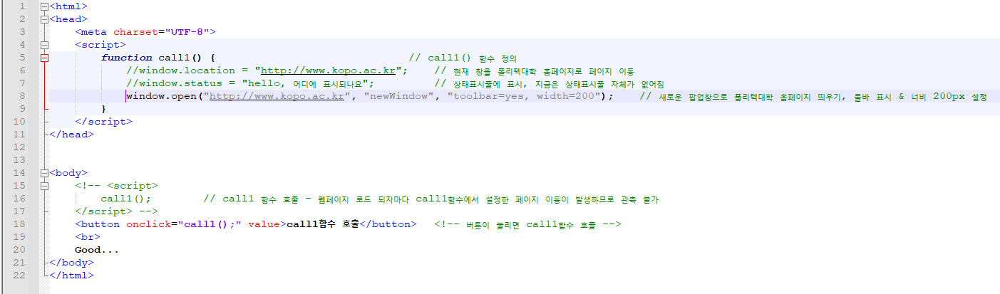 1 <html>
2 <head>
3 <meta charset="UTF-8">
4 <script>
5 function call1() { // call1() 함수 정의
6 //window.location = "http://www.kopo.ac.kr"; // 현재 창을 폴리텍대학 홈페이지로 페이지 이동
7 //window.status = "hello, 어디에 표시되나요"; // 상태표시줄에 표시, 지금은 상태표시줄 자체가 없어짐
8 window.open("http://www.kopo.ac.kr", "newWindow", "toolbar=yes, width=200"); // 새로운 팝업창으로 폴리텍대학 홈페이지 띄우기, 툴바 표시 & 너비 200px 설정
9 }
10 </script>
11 </head>
12
13
14 <body>
15 <!-- <script>
16 call1(); // call1 함수 호출 - 웹페이지 로드 되자마다 call1함수에서 설정한 페이지 이동이 발생하므로 관측 불가
17 </script> -->
18 <button onclick="call1();" value>call1함수 호출</button> <!-- 버튼이 눌리면 call1함수 호출 -->
19 <br>
20 Good...
21 </body>
22 </html>